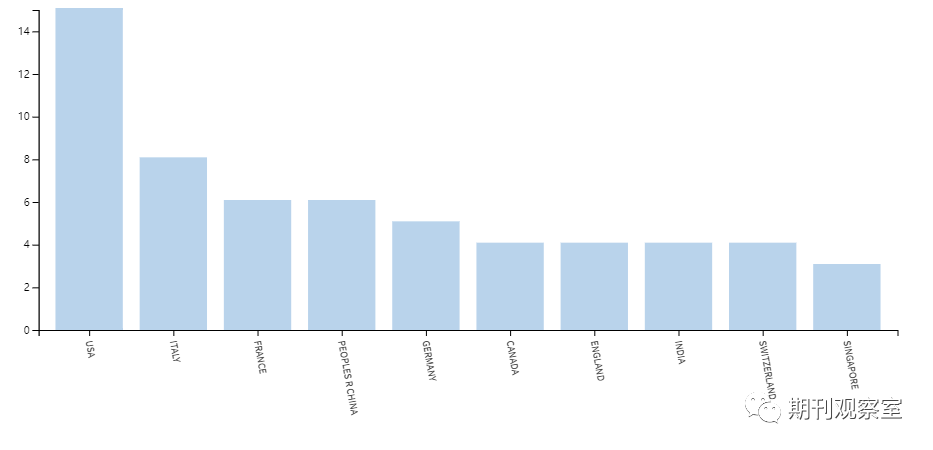 14
12
10
8
6
4
2
0
USA
ITALY
FRANCE
PEOPLES R CHINA
GERMANY
CANADA
ENGLAND
INDIA
SWITZERLAND
SINGAPORE
期刊观察室